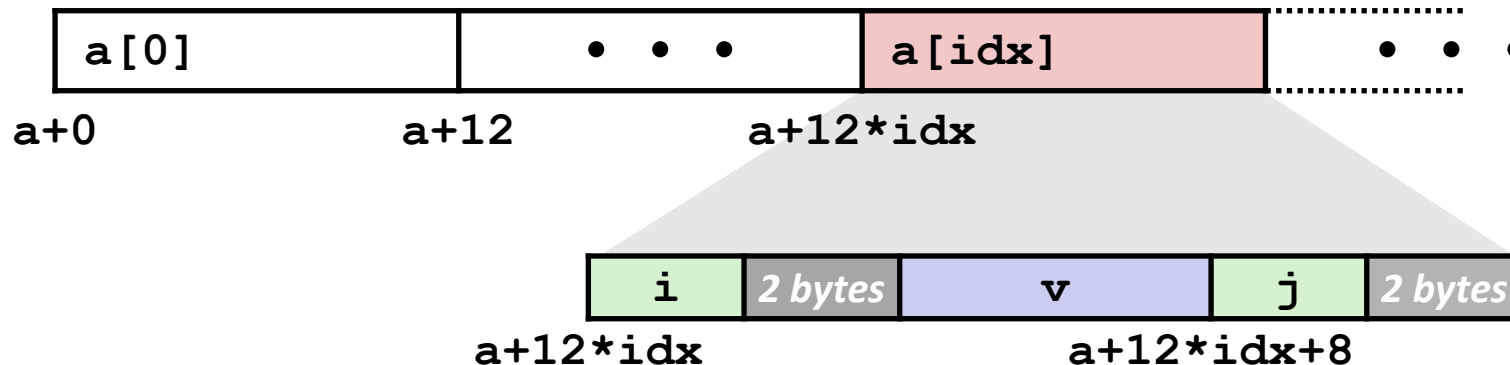 a[0] • • • a[idx] • • •
a+0 a+12 a+12*idx
i 2 bytes v j 2 bytes
a+12*idx a+12*idx+8